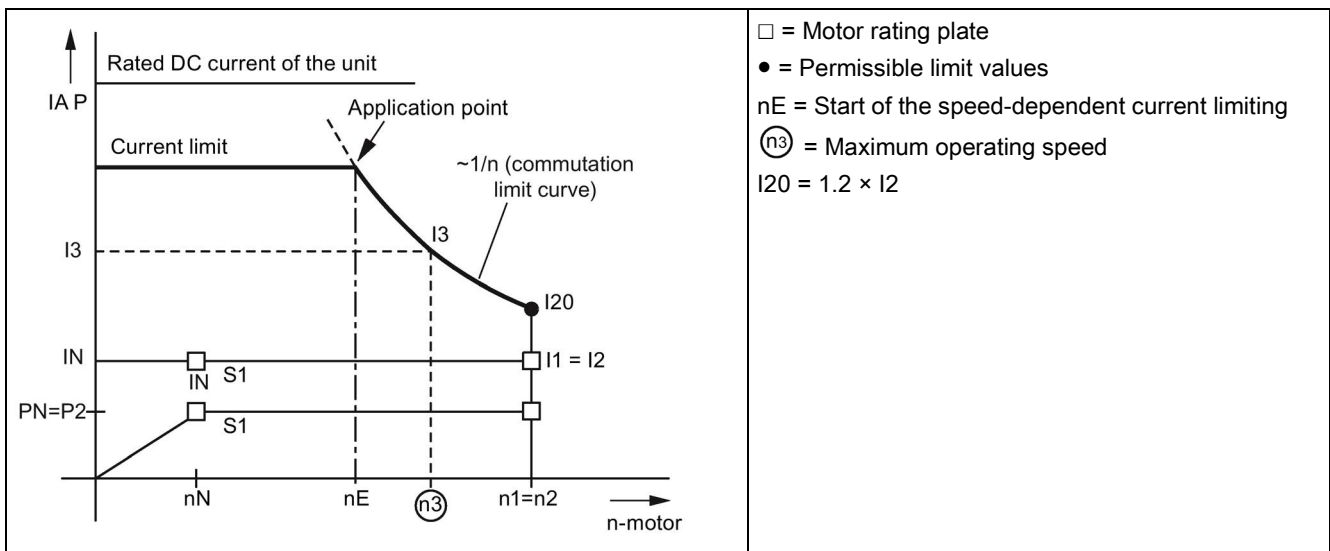 Rated DC current of the unit
IA P
Application point
Current limit
~1/n (commutation
limit curve)
I3
I3
I20
IN
I1 = I2
IN
S1
PN=P2
S1
nN
nE
n3
n1=n2
n-motor
□ = Motor rating plate
● = Permissible limit values
nE = Start of the speed-dependent current limiting
n3 = Maximum operating speed
I20 = 1.2 × I2